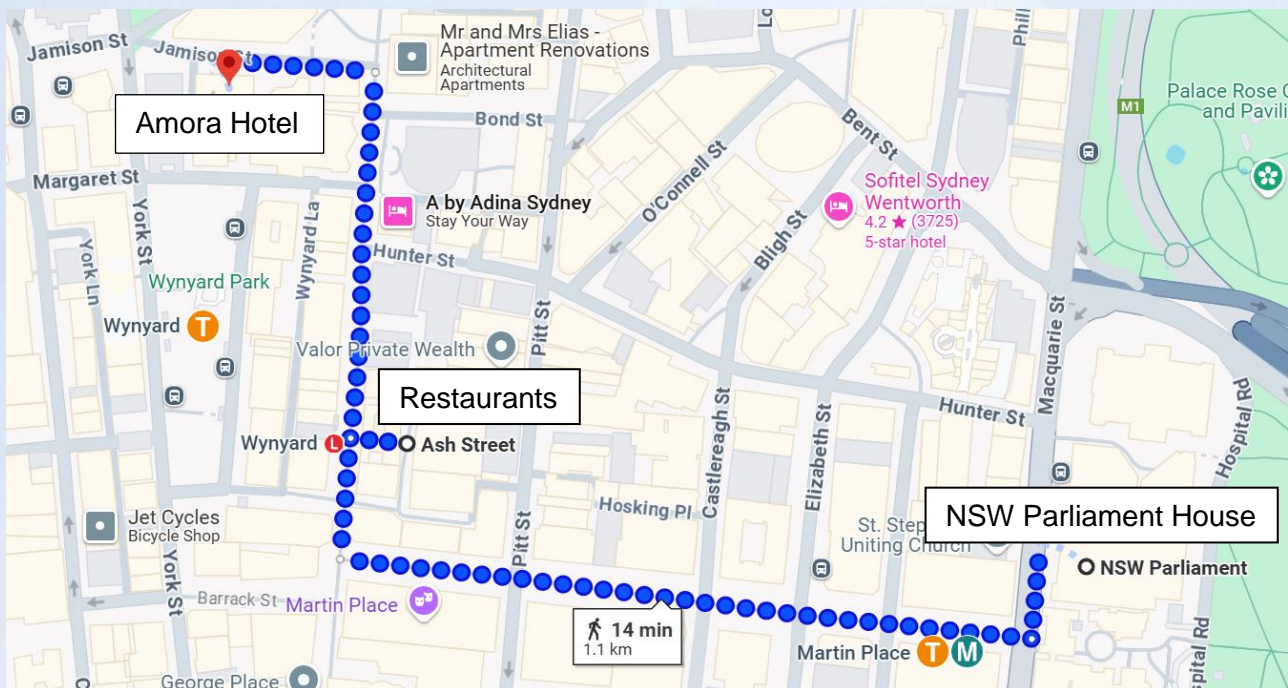 Jamison St
Jamison St
Mr and Mrs Elias -
Apartment Renovations
Architectural
Apartments
M1
Palace Rose
and Pavili
Amora Hotel
Bond St
Bent St
Margaret St
York St
York Ln
Wynyard La
A by Adina Sydney
Stay Your Way
O'Connell St
Sofitel Sydney
Wentworth
4.2 ★ (3725)
5-star hotel
Bligh St
Hunter St
Wynyard Park
Wynyard T
Pitt St
Valor Private Wealth
Macquarie St
Restaurants
Hunter St
Hospital Rd
Wynyard L
Ash Street
Castlereagh St
Elizabeth St
Hosking Pl
Jet Cycles
Bicycle Shop
Pitt St
St. Step
Uniting Church
NSW Parliament House
NSW Parliament
York St
Barrack St
Martin Place
14 min
1.1 km
Martin Place T M
George Place